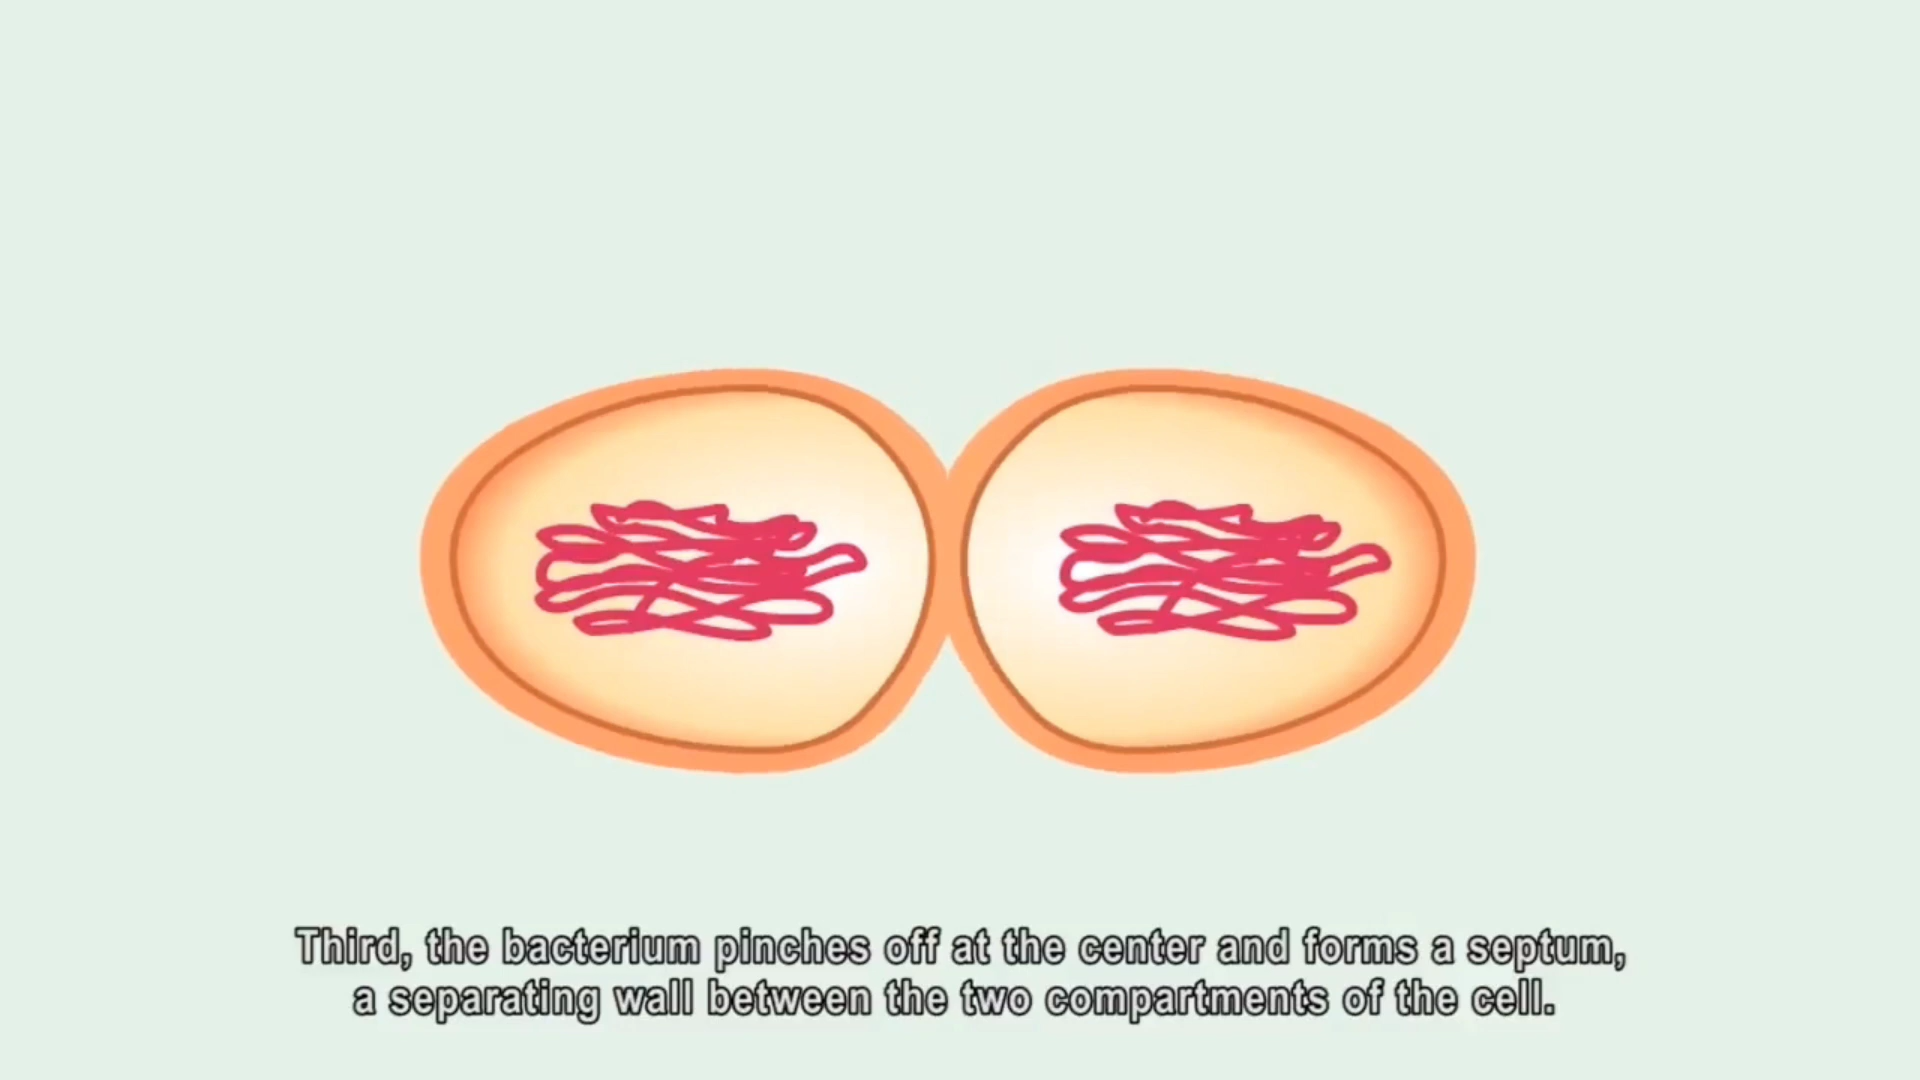 Third, the bacterium pinches off at the center and forms a septum,
a separating wall between the two compartments of the cell.